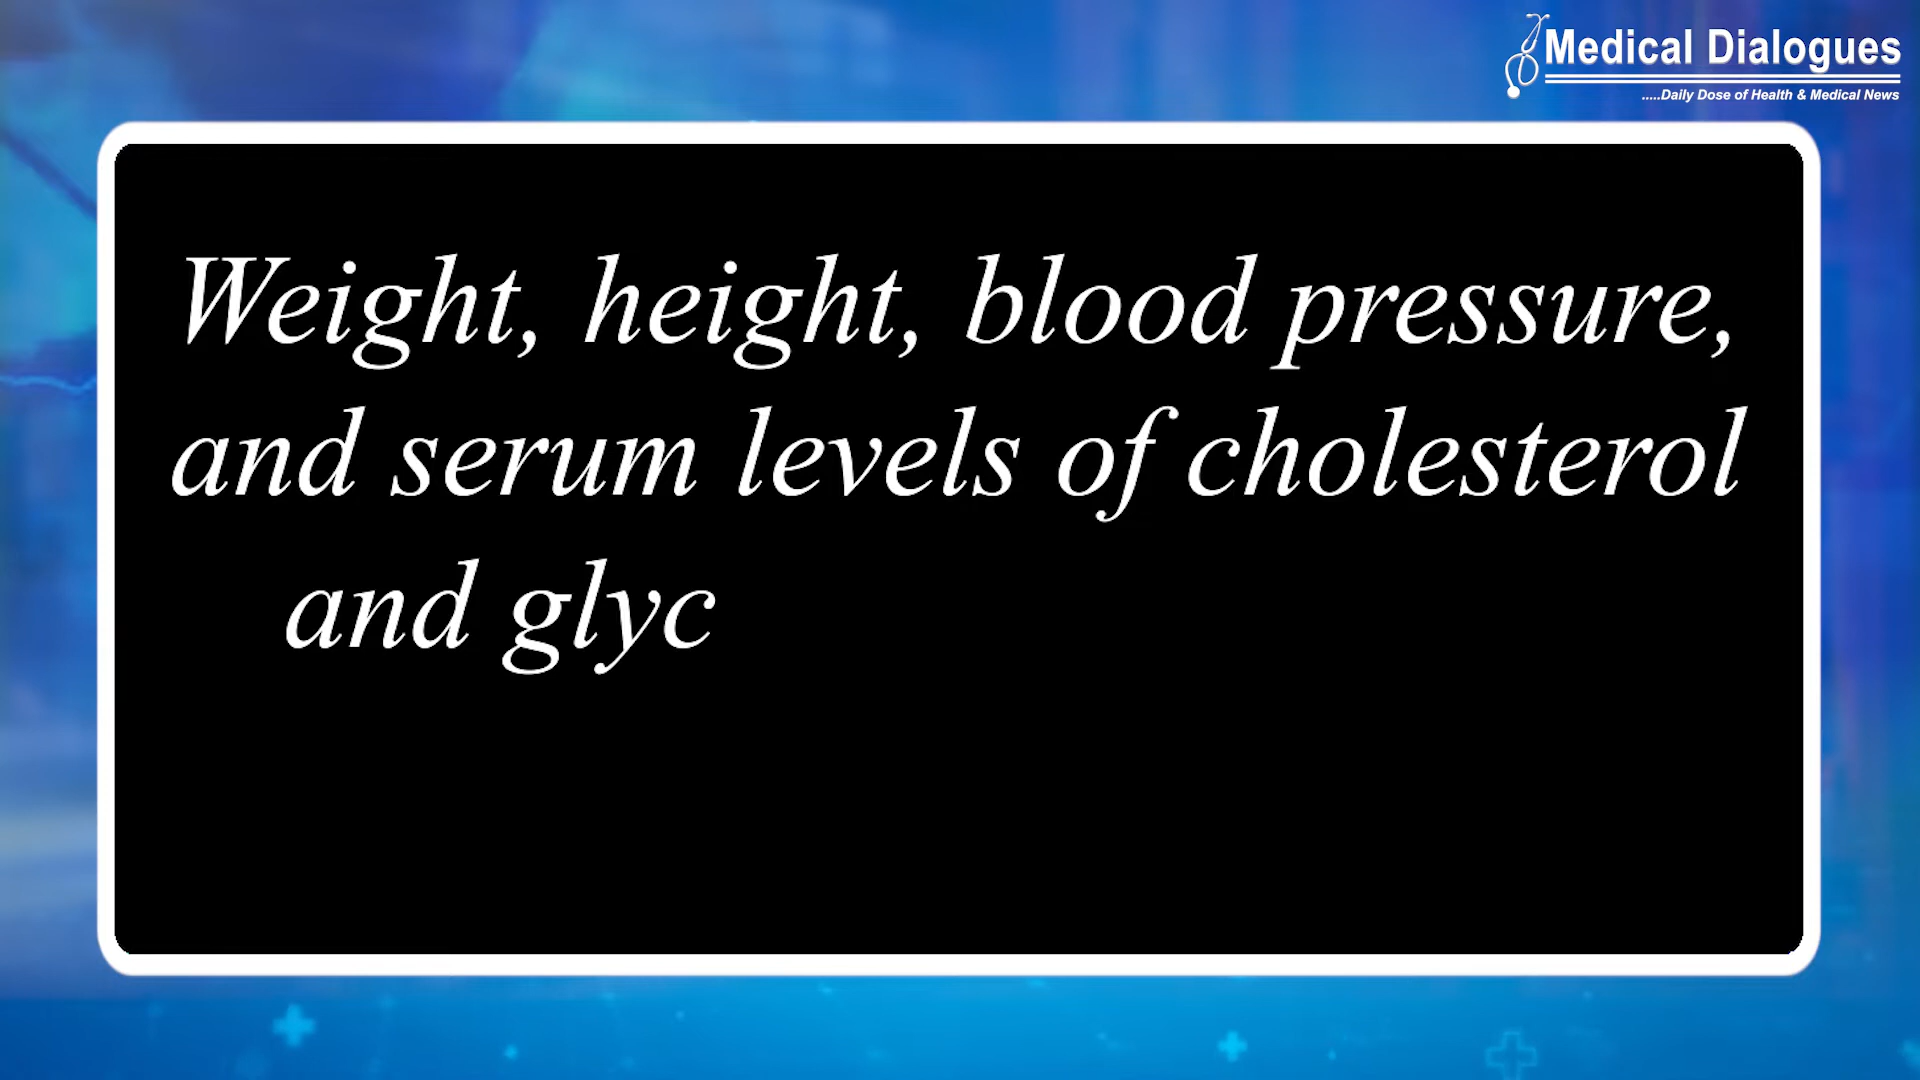 Medical Dialogues
.....Daily Dose of Health & Medical News
Weight, height, blood pressure,
and serum levels of cholesterol
and glyc